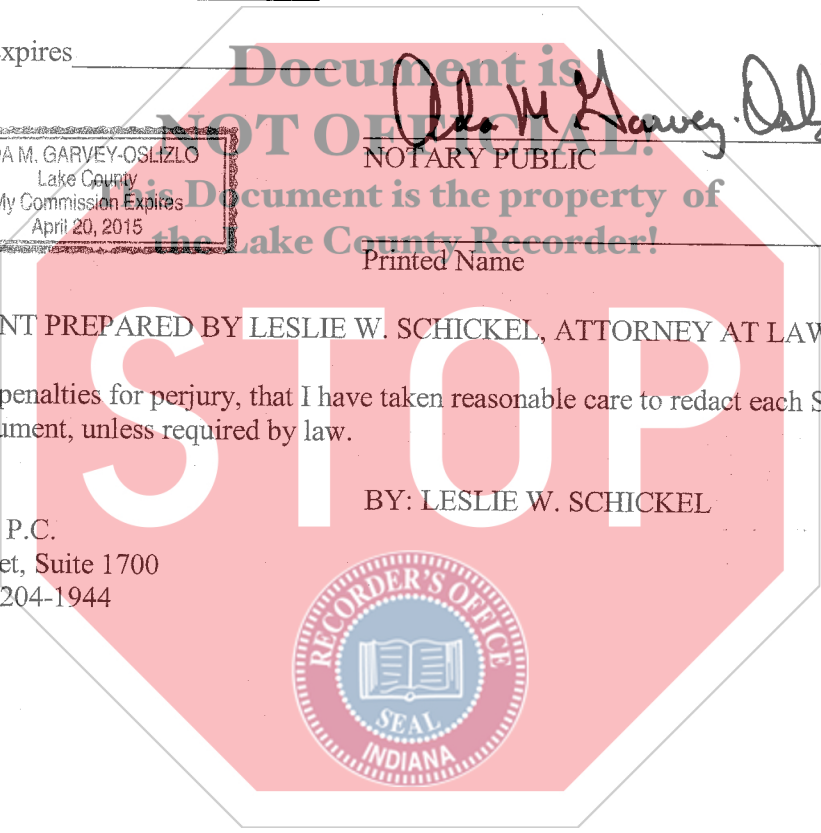 xpires
Document is
NOT OFFICIAL!
This Document is the property of
the Lake County Recorder!
Ada M Garvey-Osl
NOTARY PUBLIC
A M. GARVEY-OSLIZLO
Lake County
My Commission Expires
April 20, 2015
Printed Name
NT PREPARED BY LESLIE W. SCHICKEL, ATTORNEY AT LAW
STOP
penalties for perjury, that I have taken reasonable care to redact each S
ument, unless required by law.
BY: LESLIE W. SCHICKEL
P.C.
et, Suite 1700
204-1944
RECORDER'S OFFICE
SEAL
INDIANA